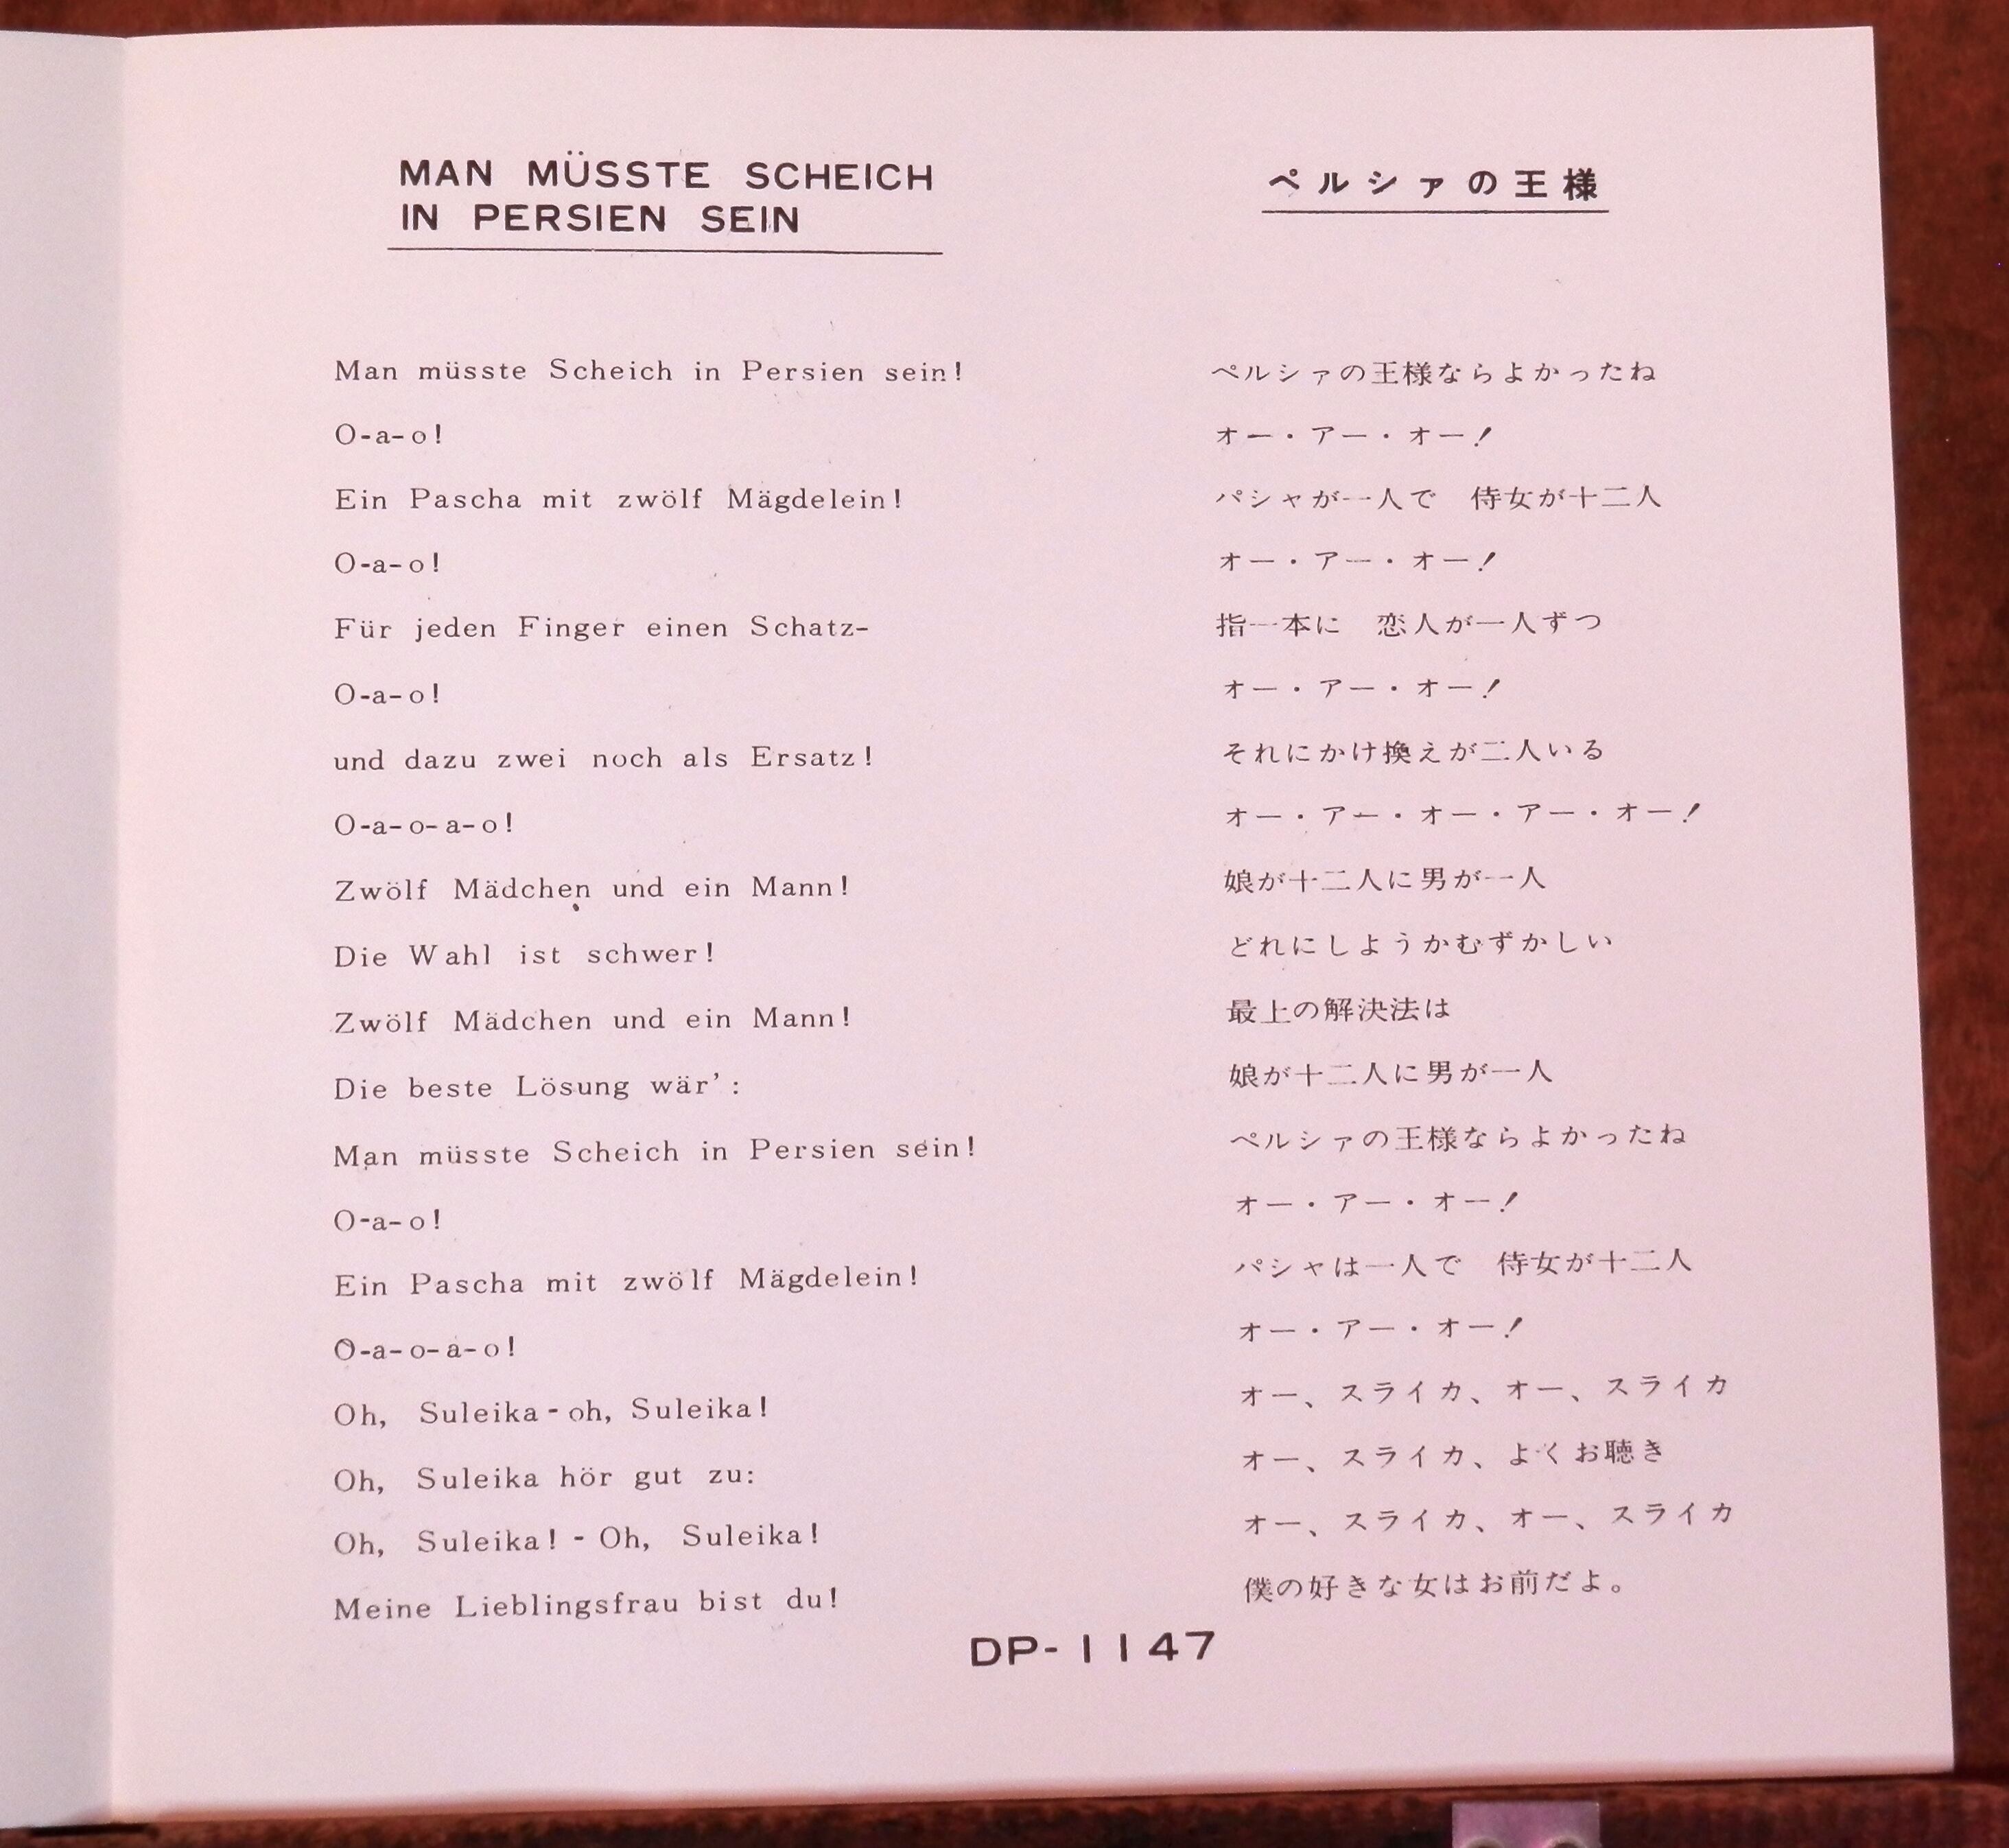 MAN MÜSSTE SCHEICH
IN PERSIEN SEIN
Man müsste Scheich in Persien sein!
O-a-o!
Ein Pascha mit zwölf Mägdelein!
O-a-o!
Für jeden Finger einen Schatz-
O-a-o!
und dazu zwei noch als Ersatz!
O-a-o-a-o!
Zwölf Mädchen und ein Mann!
Die Wahl ist schwer!
Zwölf Mädchen und ein Mann!
Die beste Lösung wär':
Man müsste Scheich in Persien sein!
O-a-o!
Ein Pascha mit zwölf Mägdelein!
O-a-o-a-o!
Oh, Suleika-oh, Suleika!
Oh, Suleika hör gut zu:
Oh, Suleika! - Oh, Suleika!
Meine Lieblingsfrau bist du!
ペルシァの王様
ペルシァの王様ならよかったね
オー・アー・オー!
パシャが一人で 侍女が十二人
オー・アー・オー!
指一本に 恋人が一人ずつ
オー・アー・オー!
それにかけ換えが二人いる
オー・アー・オー・アー・オー!
娘が十二人に男が一人
どれにしようかむずかしい
最上の解決法は
娘が十二人に男が一人
ペルシァの王様ならよかったね
オー・アー・オー!
パシャは一人で 侍女が十二人
オー・アー・オー!
オー、スライカ、オー、スライカ
オー、スライカ、よくお聴き
オー、スライカ、オー、スライカ
僕の好きな女はお前だよ。
DP-1147